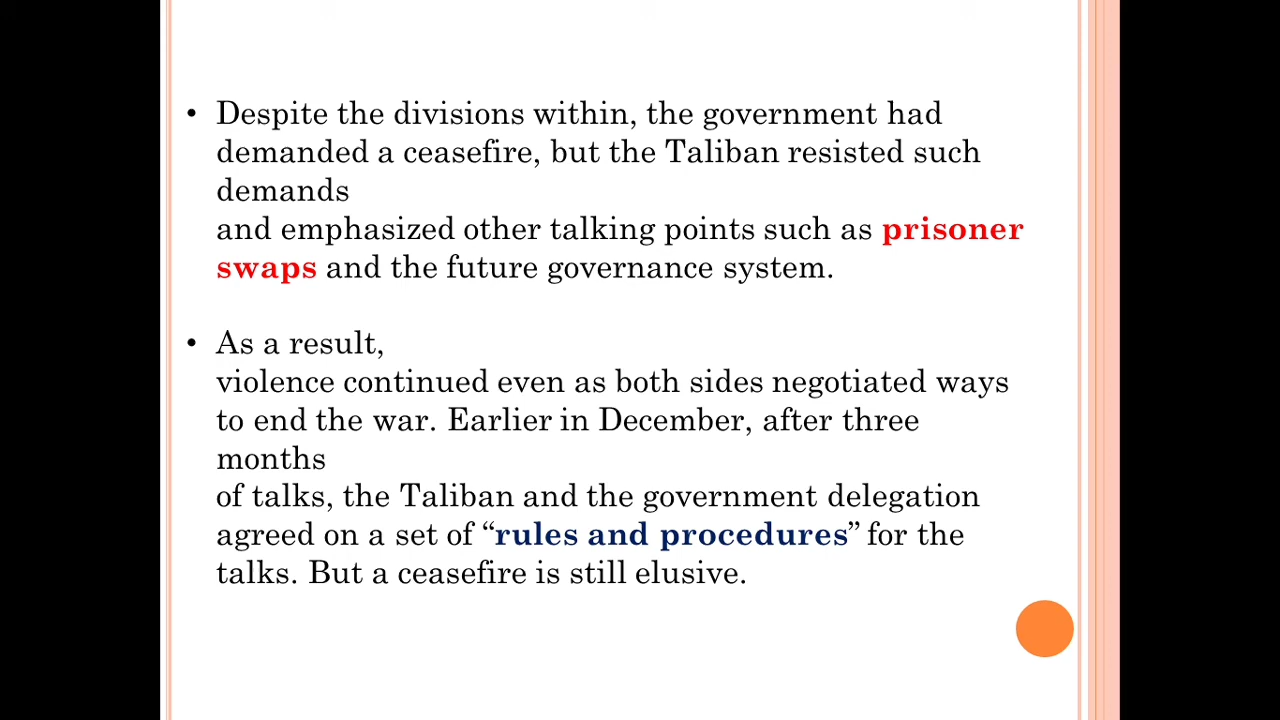 • Despite the divisions within, the government had
demanded a ceasefire, but the Taliban resisted such
demands
and emphasized other talking points such as prisoner
swaps and the future governance system.
• As a result,
violence continued even as both sides negotiated ways
to end the war. Earlier in December, after three
months
of talks, the Taliban and the government delegation
agreed on a set of “rules and procedures” for the
talks. But a ceasefire is still elusive.